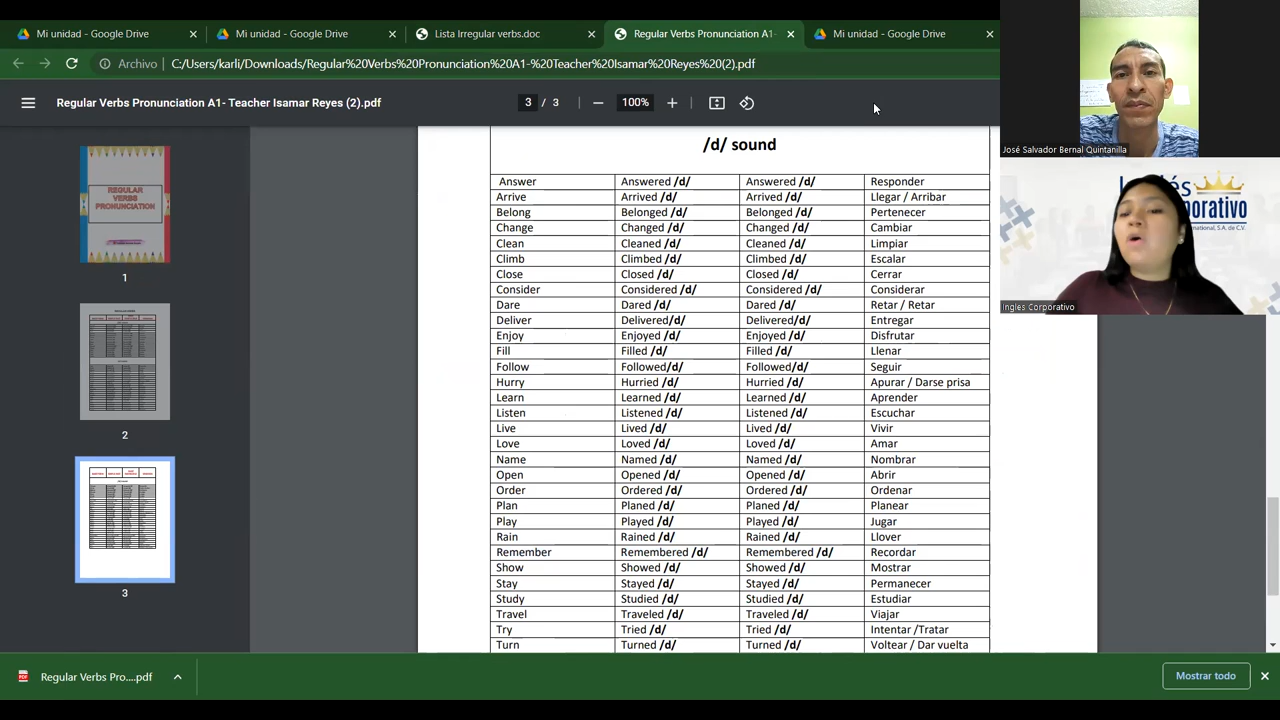 Mi unidad - Google Drive
Mi unidad - Google Drive
Lista Irregular verbs.doc
Regular Verbs Pronunciation A1-
Mi unidad - Google Drive
Archivo C:/Users/karli/Downloads/Regular%20Verbs%20Pronunciation%20A1-%20Teacher%20Isamar%20Reyes%20(2).pdf
Regular Verbs Pronunciation A1- Teacher Isamar Reyes (2).pdf
3 / 3
100%
José Salvador Bernal Quintanilla
Ingles Corporativo
REGULAR
VERBS
PRONUNCIATION
1
2
3
/d/ sound
Answer Answered /d/ Answered /d/ Responder
Arrive Arrived /d/ Arrived /d/ Llegar / Arribar
Belong Belonged /d/ Belonged /d/ Pertenecer
Change Changed /d/ Changed /d/ Cambiar
Clean Cleaned /d/ Cleaned /d/ Limpiar
Climb Climbed /d/ Climbed /d/ Escalar
Close Closed /d/ Closed /d/ Cerrar
Consider Considered /d/ Considered /d/ Considerar
Dare Dared /d/ Dared /d/ Retar / Retar
Deliver Delivered/d/ Delivered/d/ Entregar
Enjoy Enjoyed /d/ Enjoyed /d/ Disfrutar
Fill Filled /d/ Filled /d/ Llenar
Follow Followed/d/ Followed/d/ Seguir
Hurry Hurried /d/ Hurried /d/ Apurar / Darse prisa
Learn Learned /d/ Learned /d/ Aprender
Listen Listened /d/ Listened /d/ Escuchar
Live Lived /d/ Lived /d/ Vivir
Love Loved /d/ Loved /d/ Amar
Name Named /d/ Named /d/ Nombrar
Open Opened /d/ Opened /d/ Abrir
Order Ordered /d/ Ordered /d/ Ordenar
Plan Planed /d/ Planed /d/ Planear
Play Played /d/ Played /d/ Jugar
Rain Rained /d/ Rained /d/ Llover
Remember Remembered /d/ Remembered /d/ Recordar
Show Showed /d/ Showed /d/ Mostrar
Stay Stayed /d/ Stayed /d/ Permanecer
Study Studied /d/ Studied /d/ Estudiar
Travel Traveled /d/ Traveled /d/ Viajar
Try Tried /d/ Tried /d/ Intentar /Tratar
Turn Turned /d/ Turned /d/ Voltear / Dar vuelta
Regular Verbs Pro....pdf
Mostrar todo